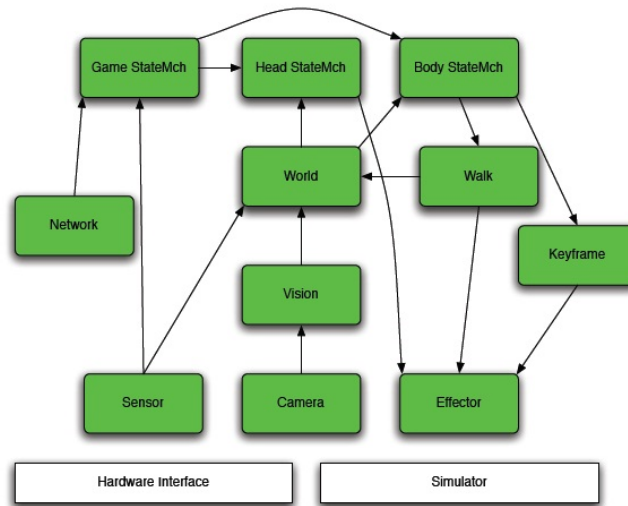 Game StateMch
Head StateMch
Body StateMch
World
Walk
Network
Keyframe
Vision
Sensor
Camera
Effector
Hardware Interface
Simulator